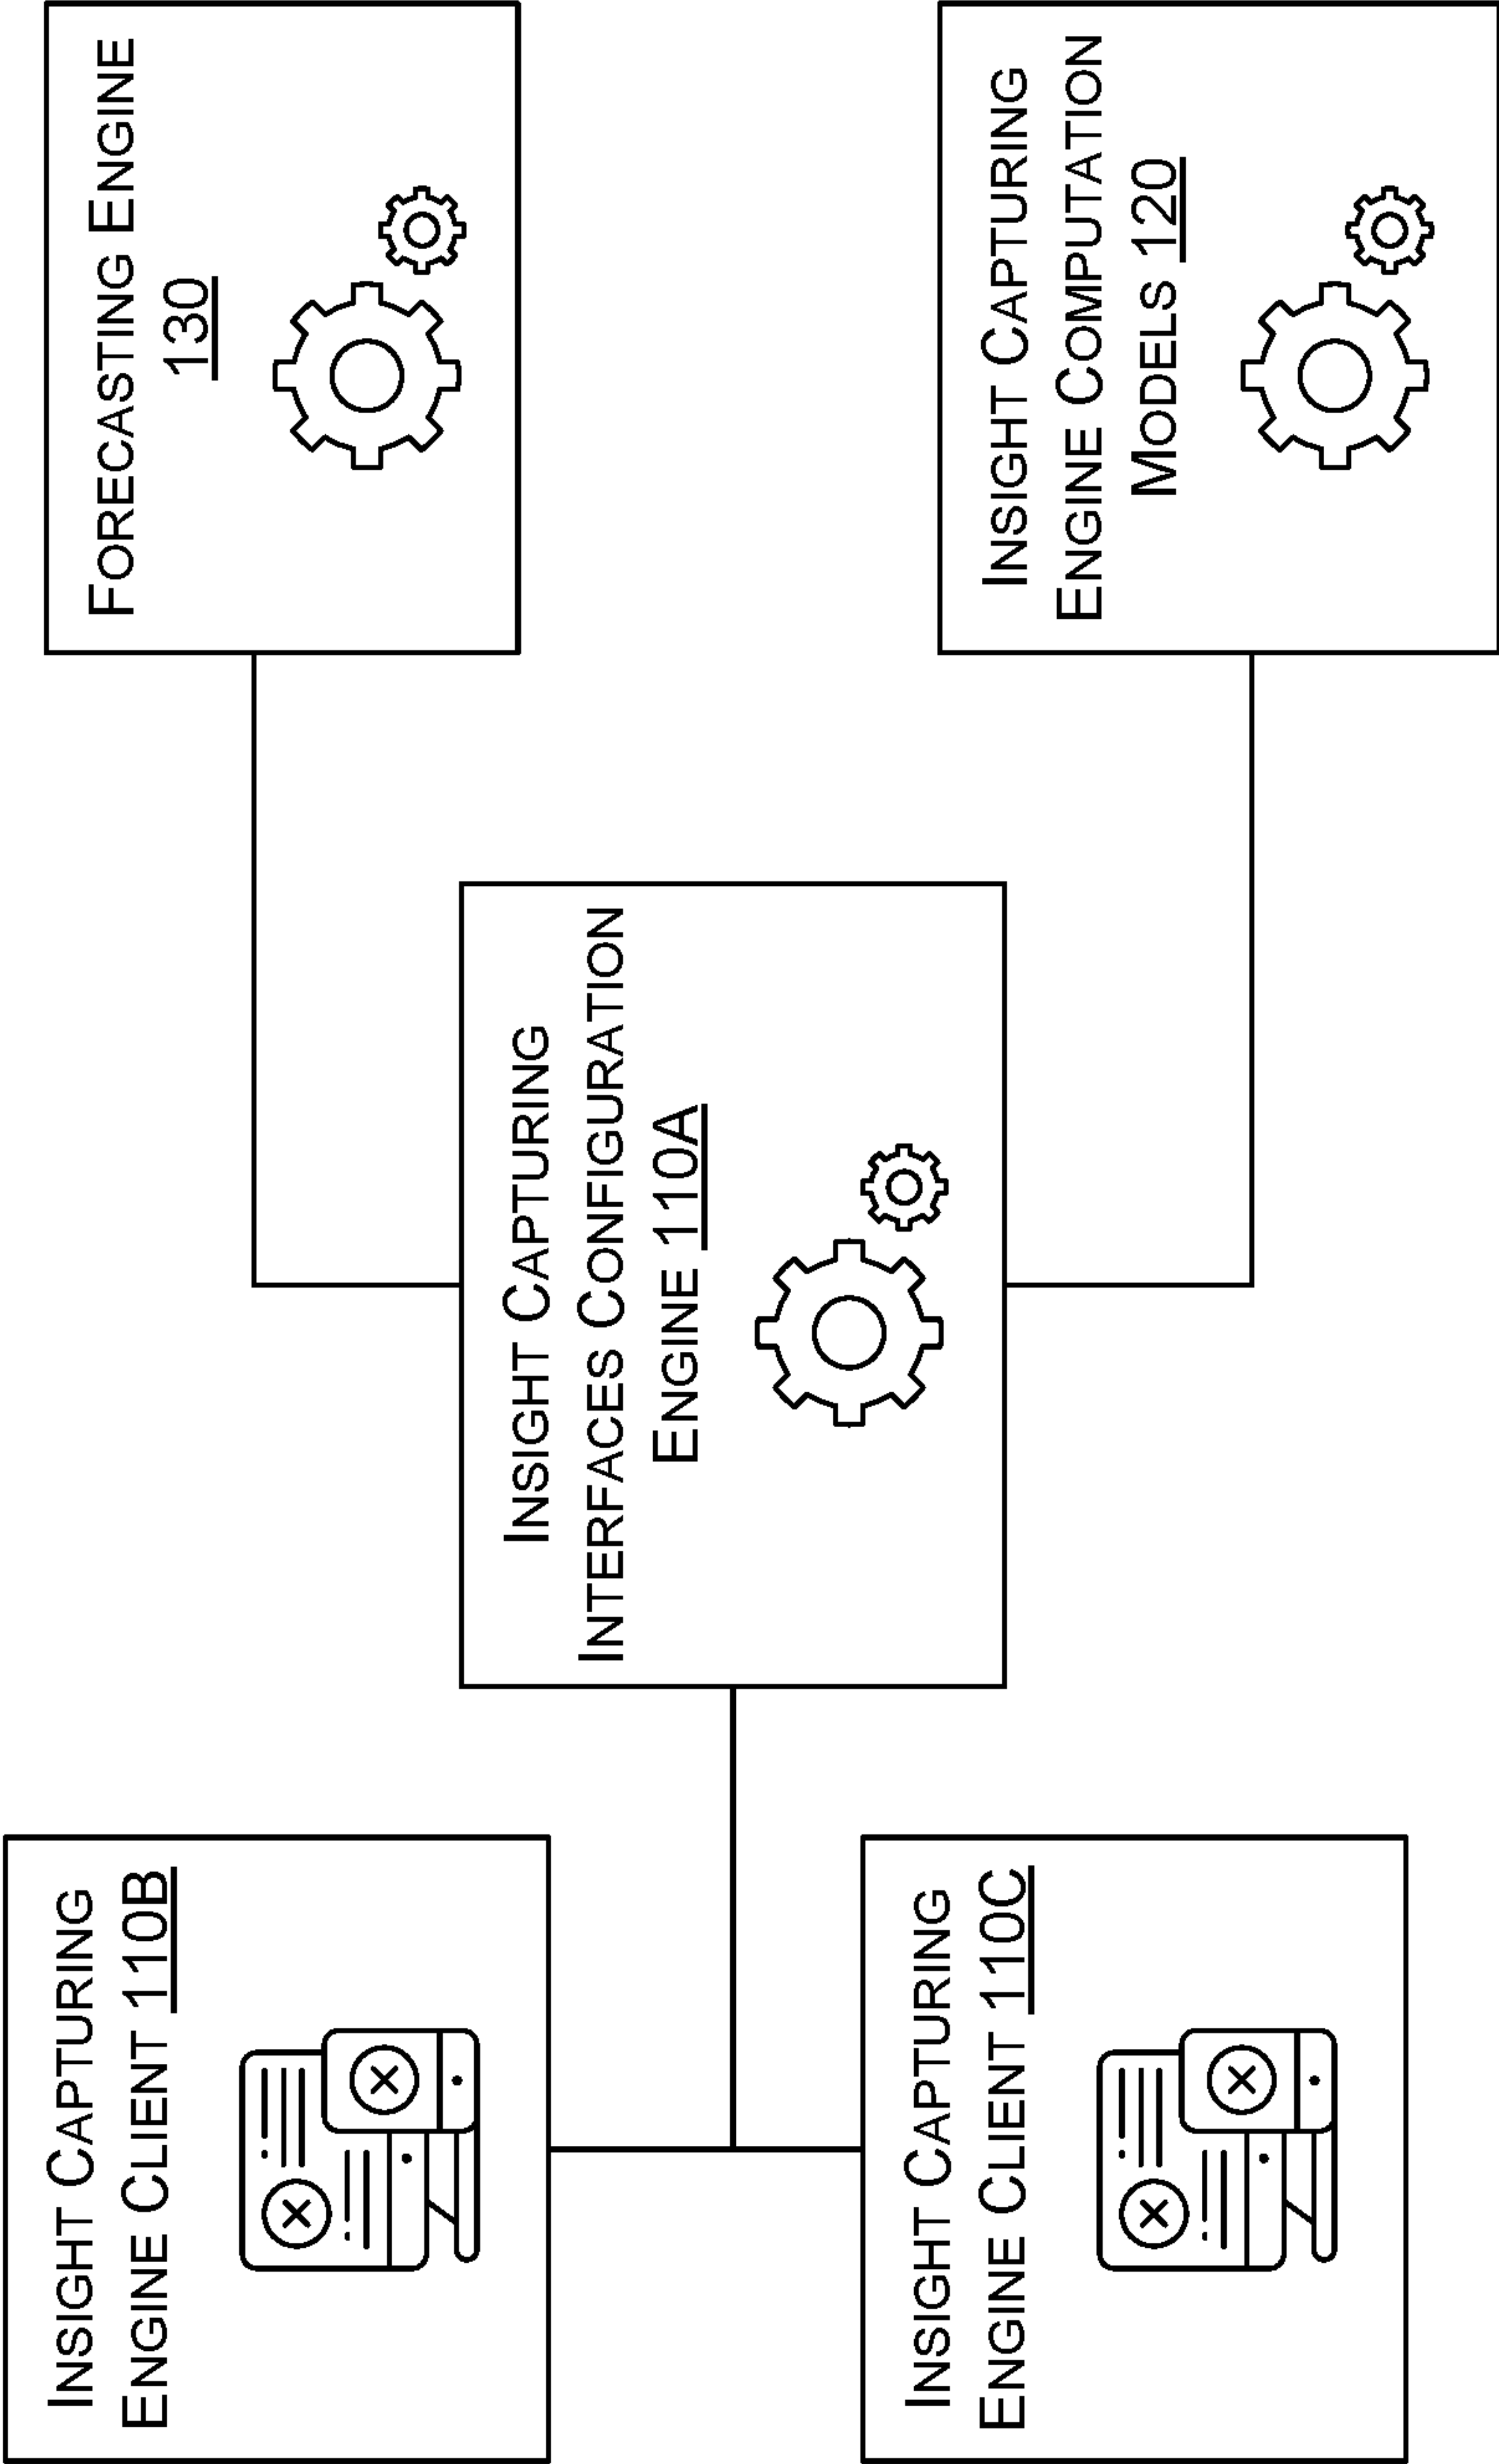 INSIGHT CAPTURING
ENGINE CLIENT 110B
INSIGHT CAPTURING
ENGINE CLIENT 110C
INSIGHT CAPTURING
INTERFACES CONFIGURATION
ENGINE 110A
FORECASTING ENGINE
130
INSIGHT CAPTURING
ENGINE COMPUTATION
MODELS 120